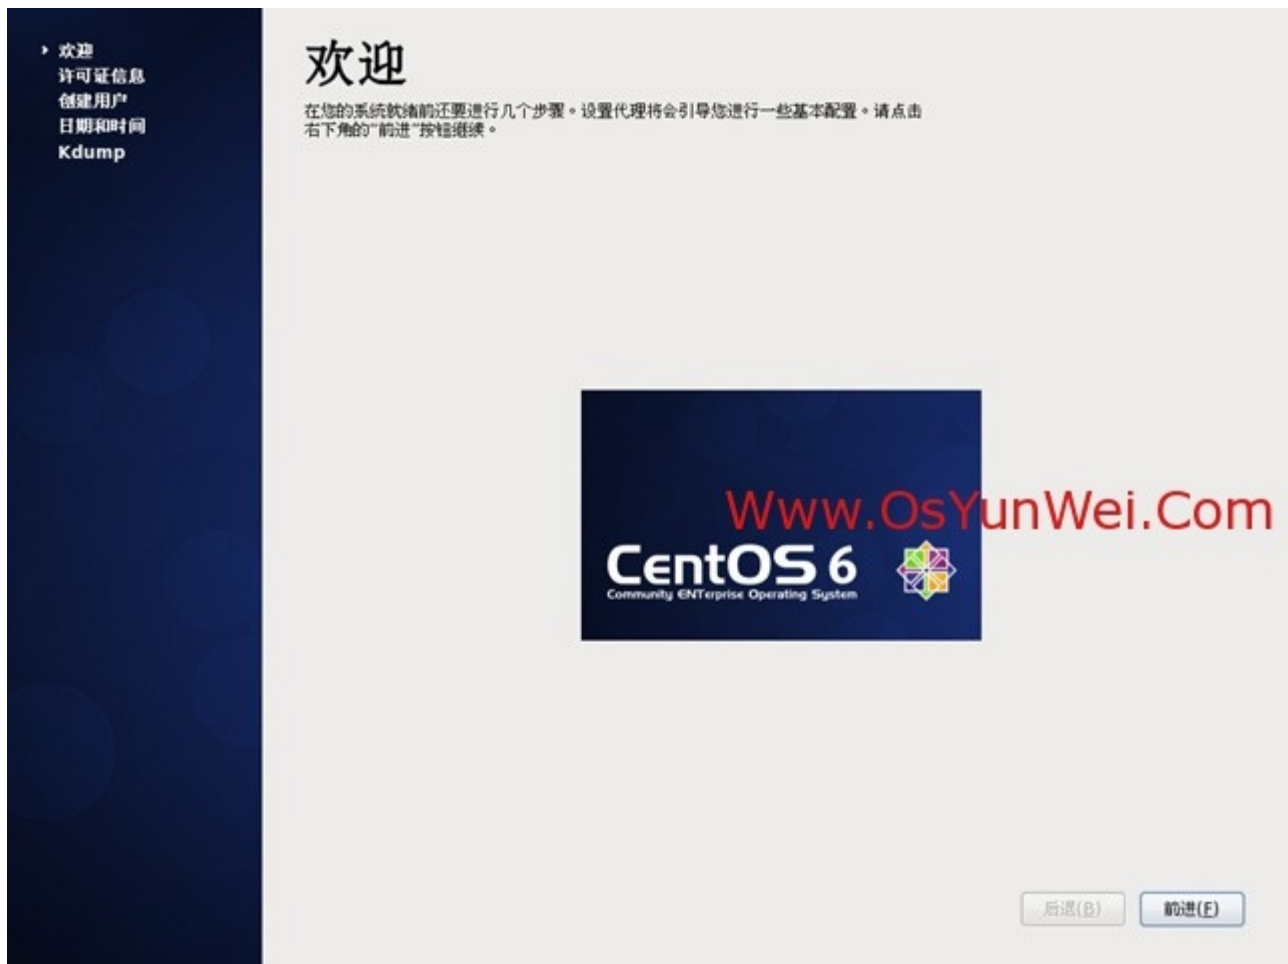 欢迎
许可证信息
创建用户
日期和时间
Kdump
欢迎
在您的系统就绪前还要进行几个步骤。设置代理将会引导您进行一些基本配置。请点击
右下角的"前进"按钮继续。
Www.OsYunWei.Com
CentOS 6
Community ENTerprise Operating System
后退(B)
前进(F)